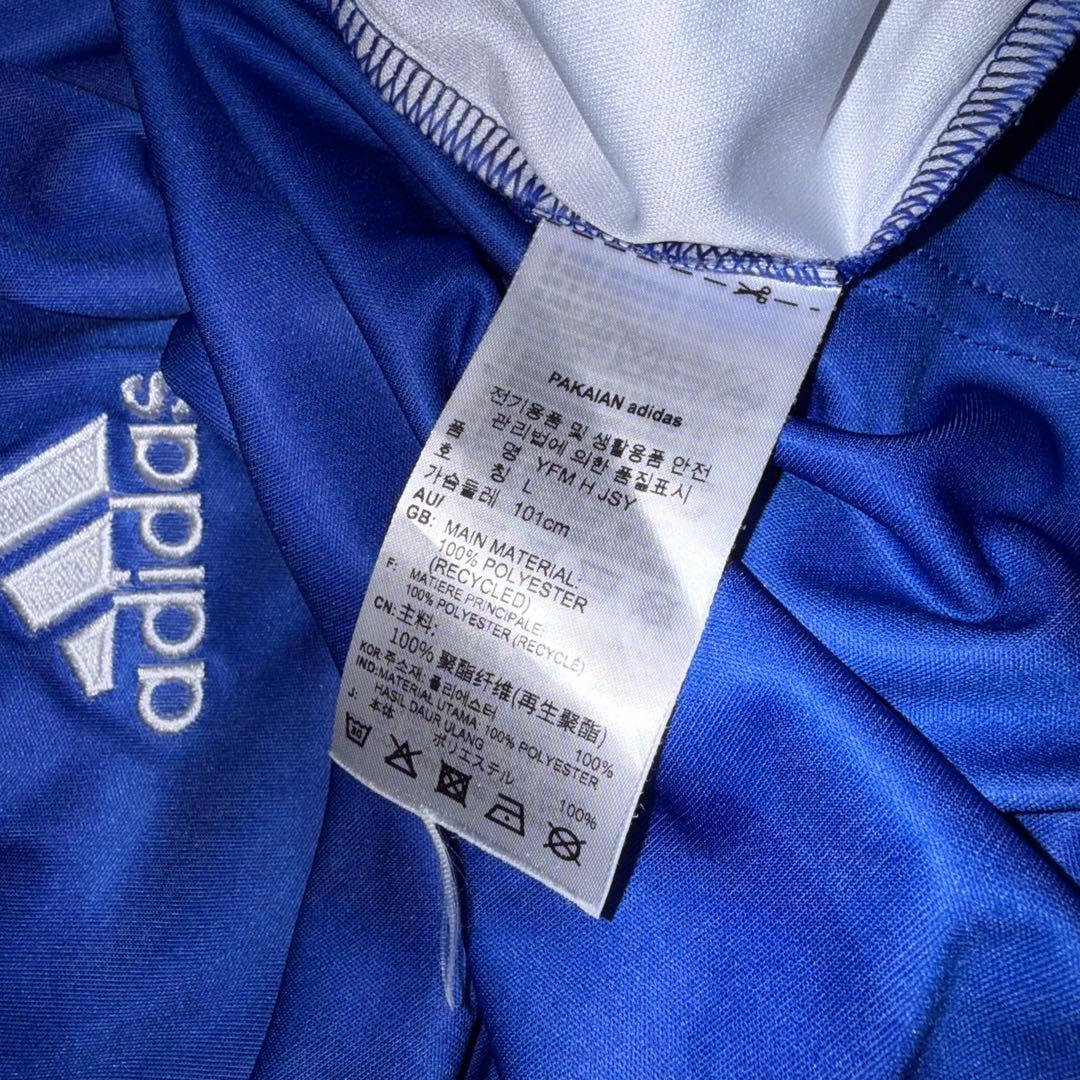 adidas
PAKAIAN adidas
전기용품 및 생활용품 안전
관리법에 의한 품질표시
품 명 YFM H JSY
호 칭 L
가슴둘레 101cm
AU/
GB: MAIN MATERIAL:
100% POLYESTER
(RECYCLED)
F: MATIERE PRINCIPALE:
100% POLYESTER (RECYCLÉ)
CN: 主料:
100% 聚酯纤维(再生聚酯)
KOR: 주소재, 폴리에스터 100%
IND: MATERIAL UTAMA, 100% POLYESTER
HASIL DAUR ULANG
J: 本体 ポリエステル 100%
30